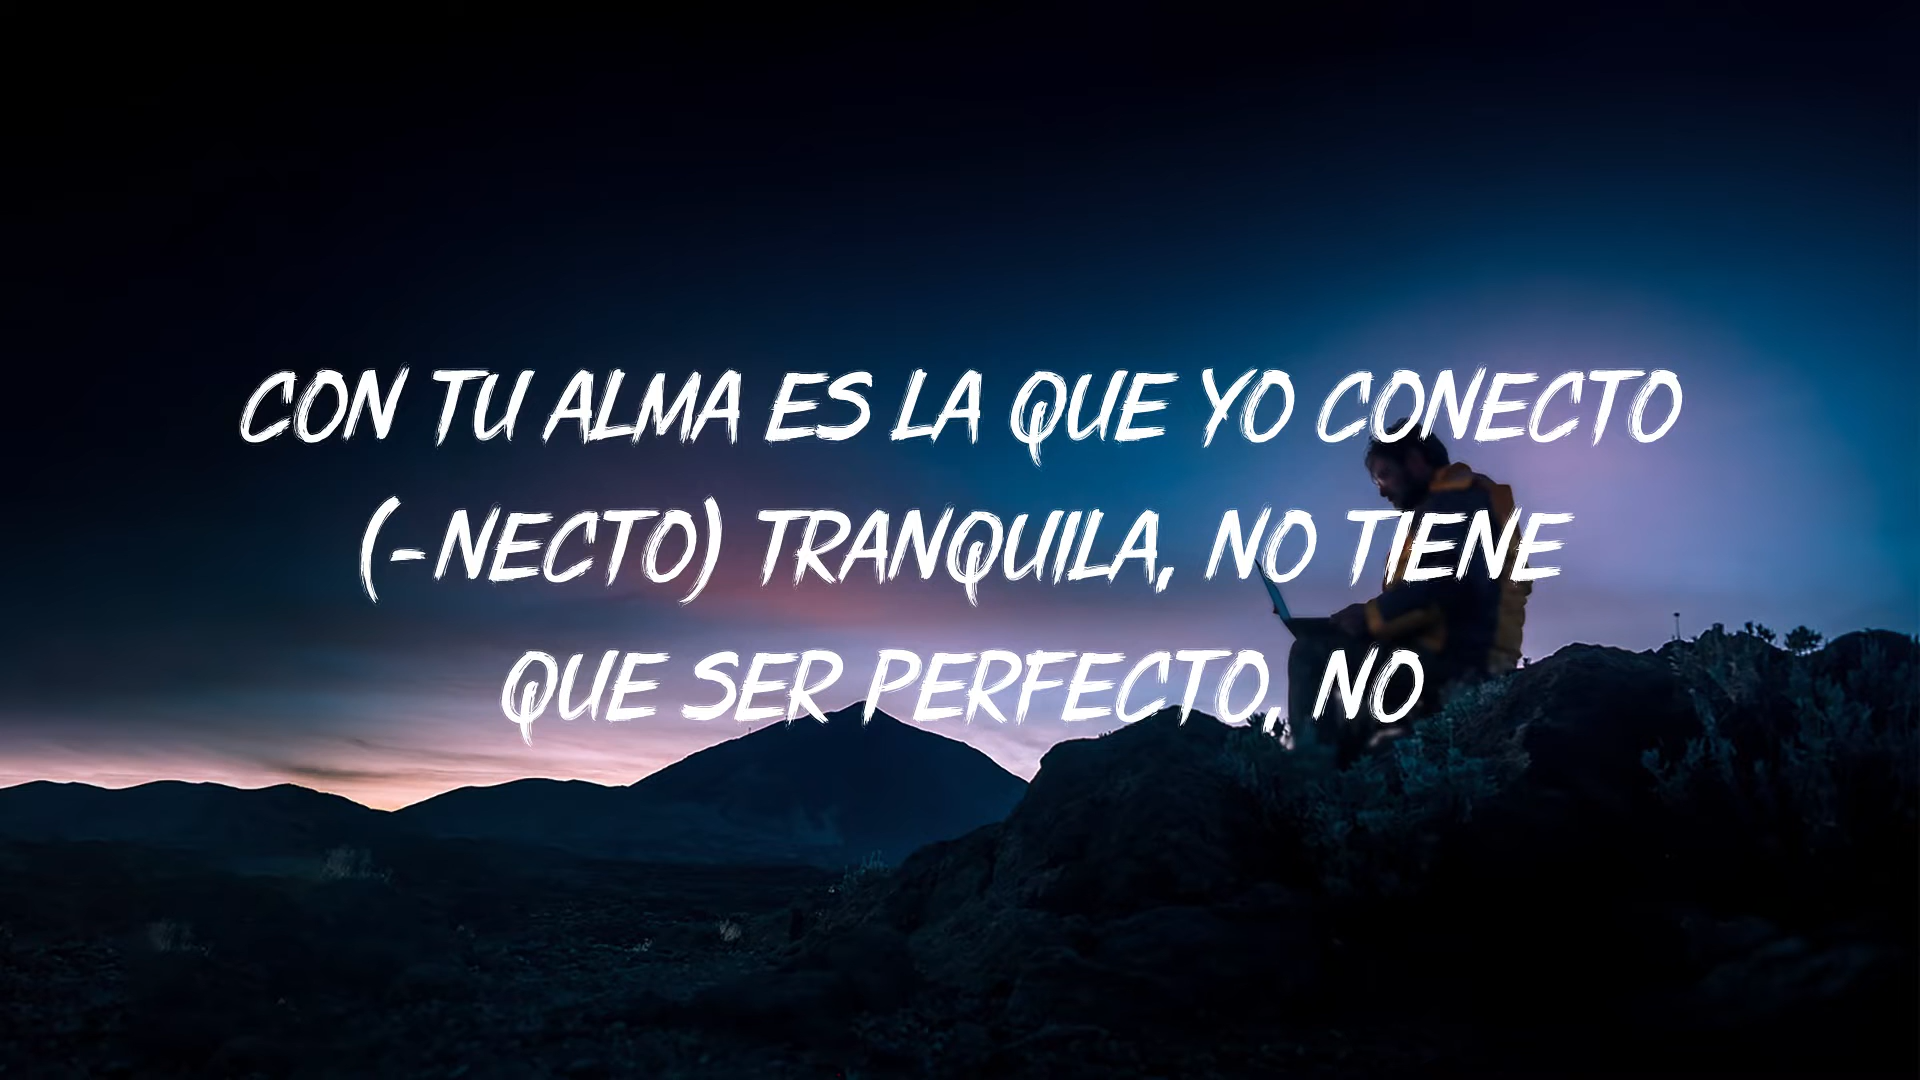 CON TU ALMA ES LA QUE YO CONECTO
(-NECTO) TRANQUILA, NO TIENE
QUE SER PERFECTO, NO